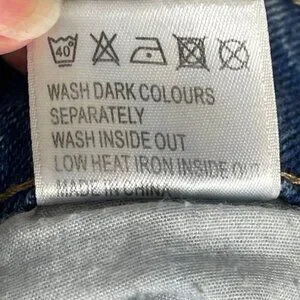 40°
WASH DARK COLOURS
SEPARATELY
WASH INSIDE OUT
LOW HEAT IRON INSIDE OUT
MADE IN CHINA